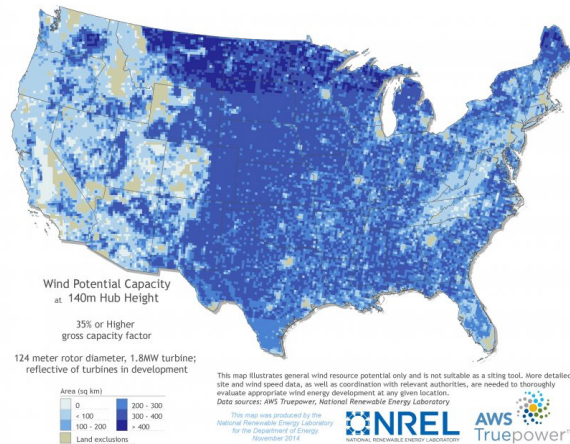 Wind Potential Capacity
at 140m Hub Height
35% or Higher
gross capacity factor
124 meter rotor diameter, 1.8MW turbine;
reflective of turbines in development
Area (sq km)
0
< 100
100 - 200
200 - 300
300 - 400
> 400
Land exclusions
This map illustrates general wind resource potential only and is not suitable as a siting tool. More detailed
site and wind speed data, as well as coordination with relevant authorities, are needed to thoroughly
evaluate appropriate wind energy development at any given location.
Data sources: AWS Truepower, National Renewable Energy Laboratory
This map was produced by the
National Renewable Energy Laboratory
for the Department of Energy.
November 2014
NREL
NATIONAL RENEWABLE ENERGY LABORATORY
AWS
Truepower